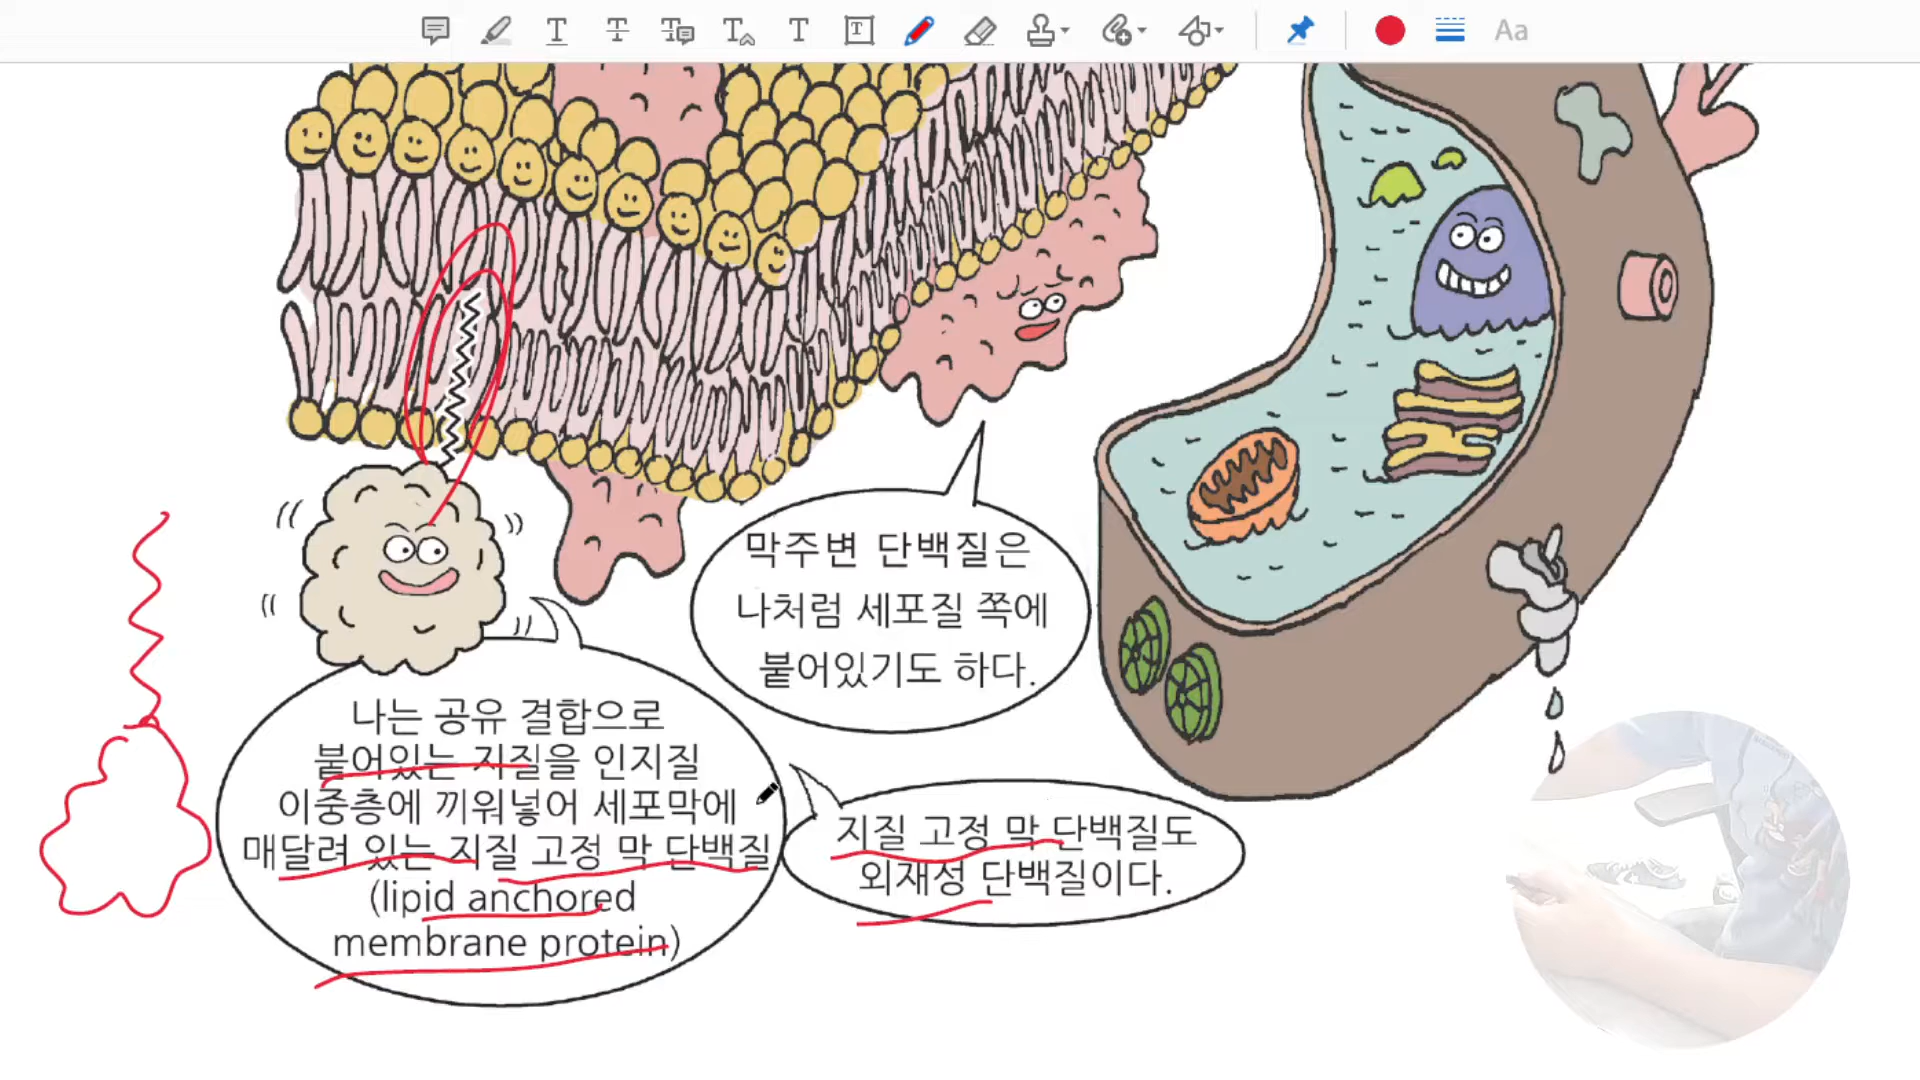 T T T T T T
Aa
막주변 단백질은
나처럼 세포질 쪽에
붙어있기도 하다.
나는 공유 결합으로
붙어있는 지질을 인지질
이중층에 끼워넣어 세포막에
매달려 있는 지질 고정 막 단백질
(lipid anchored
membrane protein)
지질 고정 막 단백질도
외재성 단백질이다.